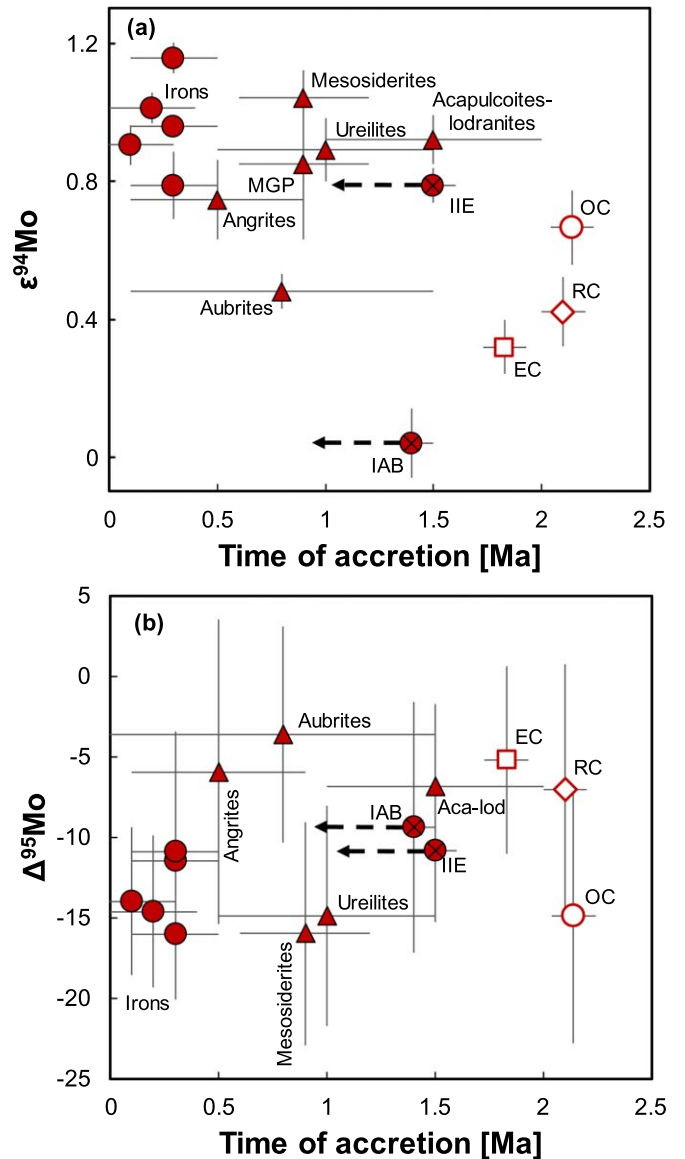 (a)
1.2
0.8
0.4
0
ε⁹⁴Mo
Irons
Mesosiderites
Ureilites
Acapulcoites-
lodranites
MGP
Angrites
IIE
OC
Aubrites
RC
EC
IAB
0
0.5
1
1.5
2
2.5
Time of accretion [Ma]
(b)
5
0
-5
-10
-15
-20
-25
Δ⁹⁵Mo
Aubrites
EC
RC
Angrites
Aca-lod
IAB
IIE
Ureilites
OC
Irons
Mesosiderites
0
0.5
1
1.5
2
2.5
Time of accretion [Ma]